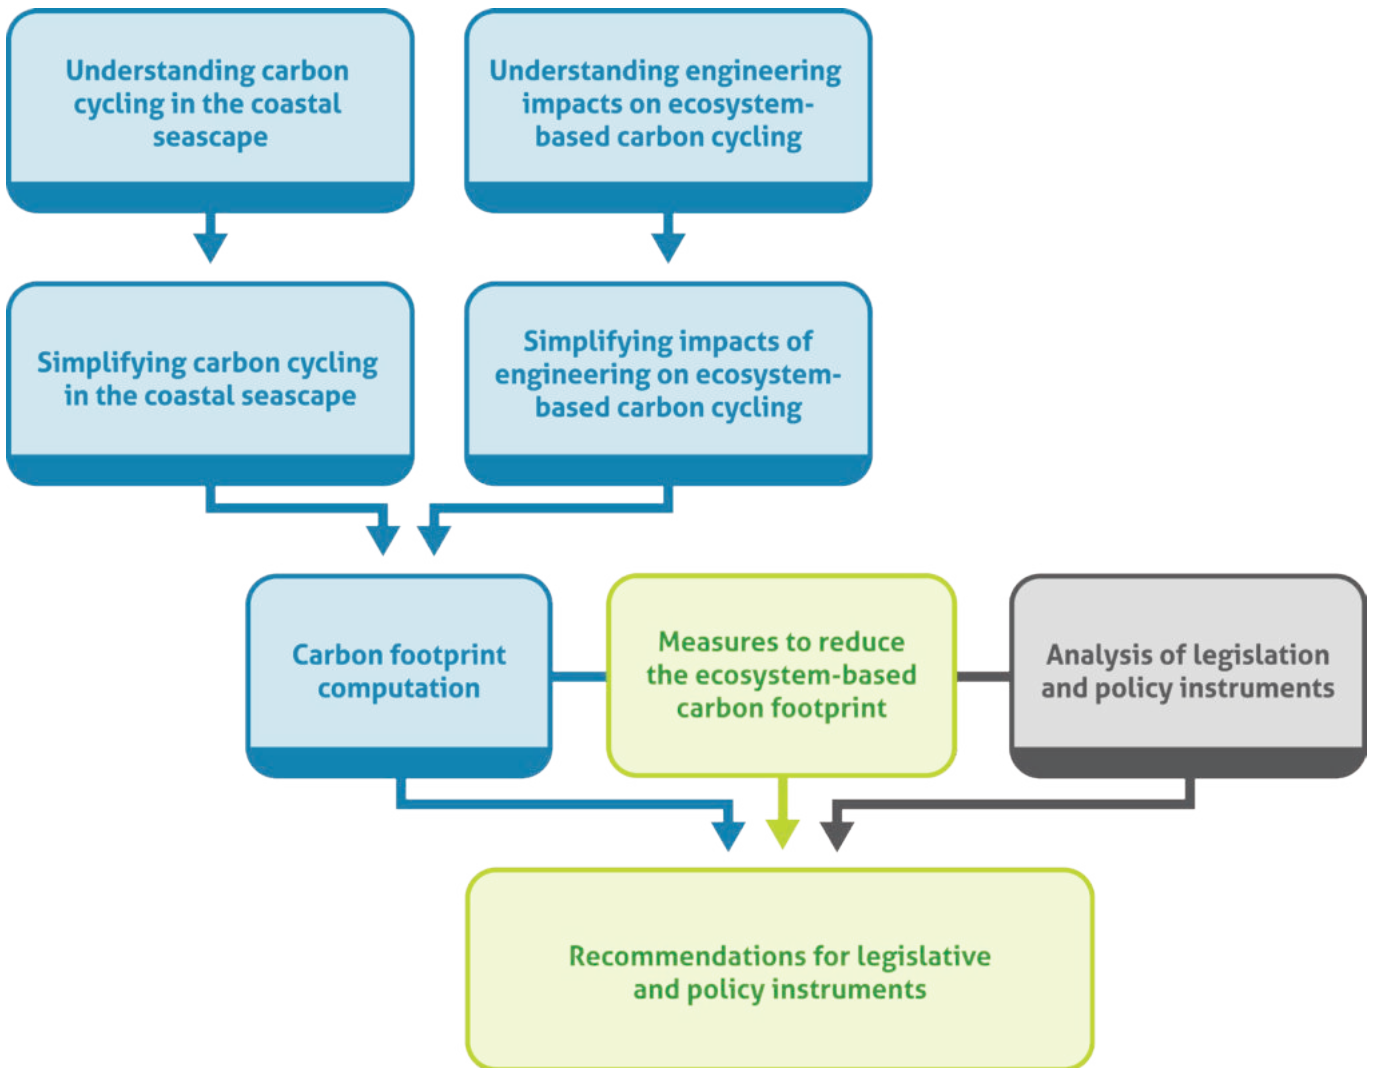 Understanding carbon
cycling in the coastal
seascape
Understanding engineering
impacts on ecosystem-
based carbon cycling
Simplifying carbon cycling
in the coastal seascape
Simplifying impacts of
engineering on ecosystem-
based carbon cycling
Carbon footprint
computation
Measures to reduce
the ecosystem-based
carbon footprint
Analysis of legislation
and policy instruments
Recommendations for legislative
and policy instruments